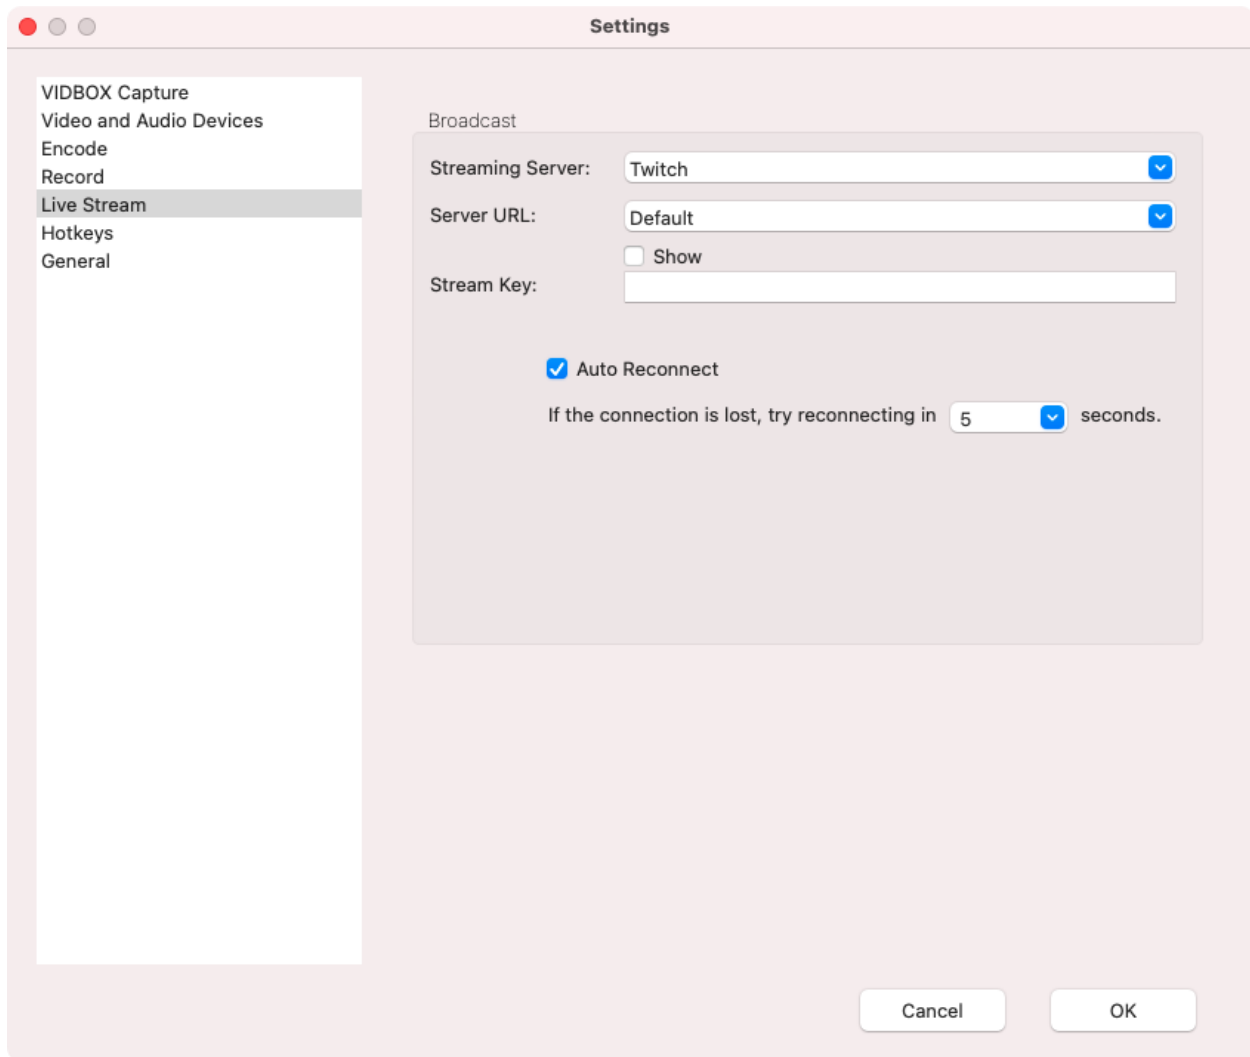 Settings
VIDBOX Capture
Video and Audio Devices
Encode
Record
Live Stream
Hotkeys
General
Broadcast
Streaming Server: Twitch
Server URL: Default
Show
Stream Key:
Auto Reconnect
If the connection is lost, try reconnecting in 5 seconds.
Cancel OK